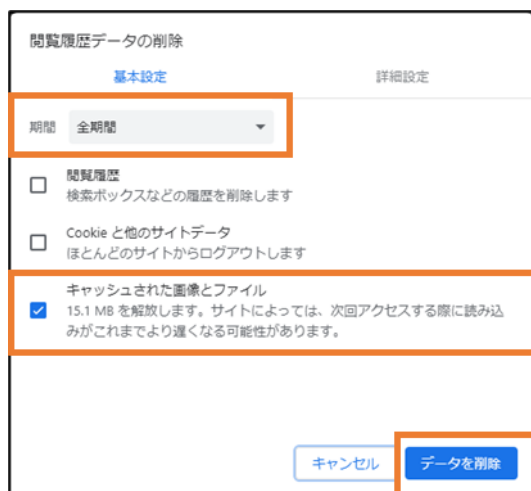 閲覧履歴データの削除
基本設定 詳細設定
期間 全期間
閲覧履歴
検索ボックスなどの履歴を削除します
Cookie と他のサイトデータ
ほとんどのサイトからログアウトします
キャッシュされた画像とファイル
15.1 MB を解放します。サイトによっては、次回アクセスする際に読み込
みがこれまでより遅くなる可能性があります。
キャンセル データを削除